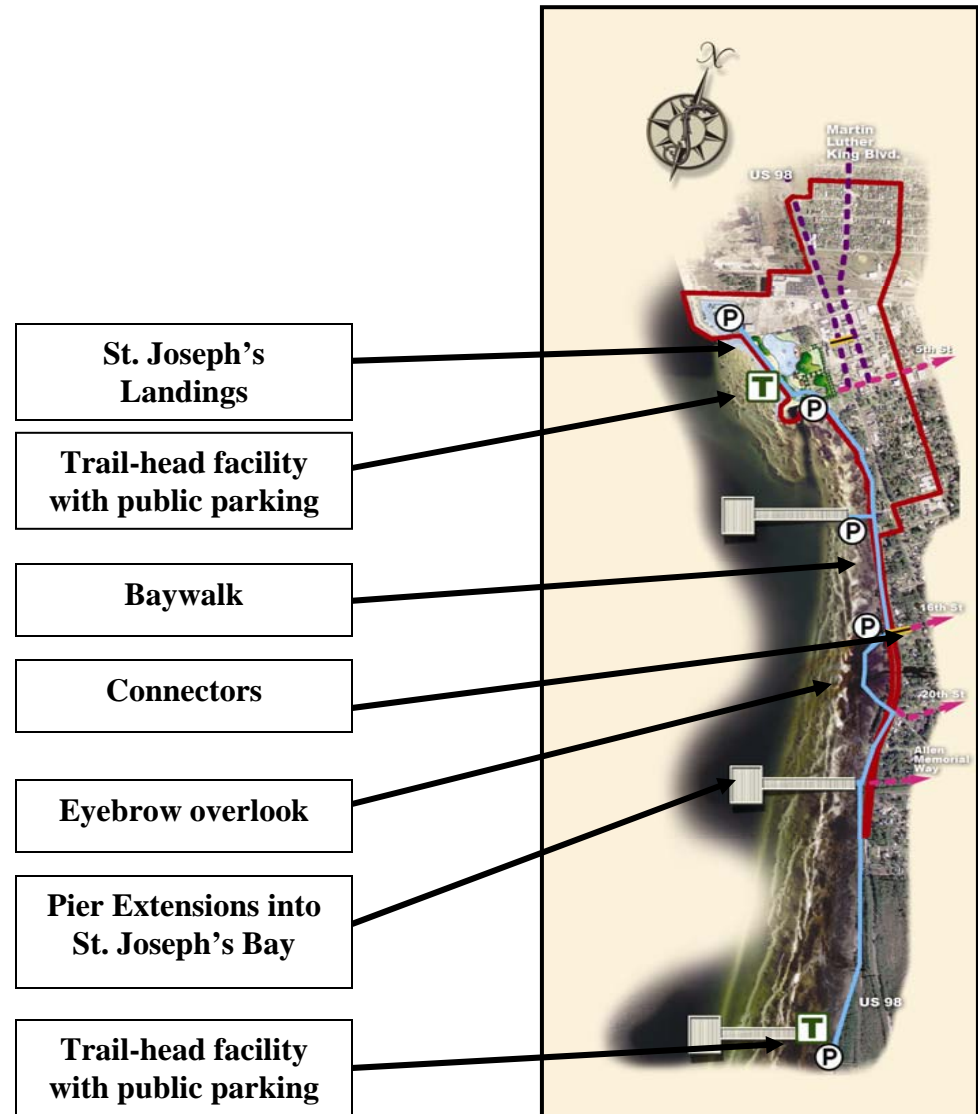 N
Martin
Luther
King Blvd.
US 98
P
5th St
T
P
P
P
16th St
20th St
Allen
Memorial
Way
US 98
T
P
St. Joseph’s
Landings
Trail-head facility
with public parking
Baywalk
Connectors
Eyebrow overlook
Pier Extensions into
St. Joseph’s Bay
Trail-head facility
with public parking